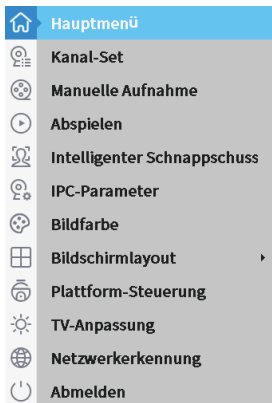 Hauptmenü
Kanal-Set
Manuelle Aufnahme
Abspielen
Intelligenter Schnappschuss
IPC-Parameter
Bildfarbe
Bildschirmlayout
Plattform-Steuerung
TV-Anpassung
Netzwerkerkennung
Abmelden